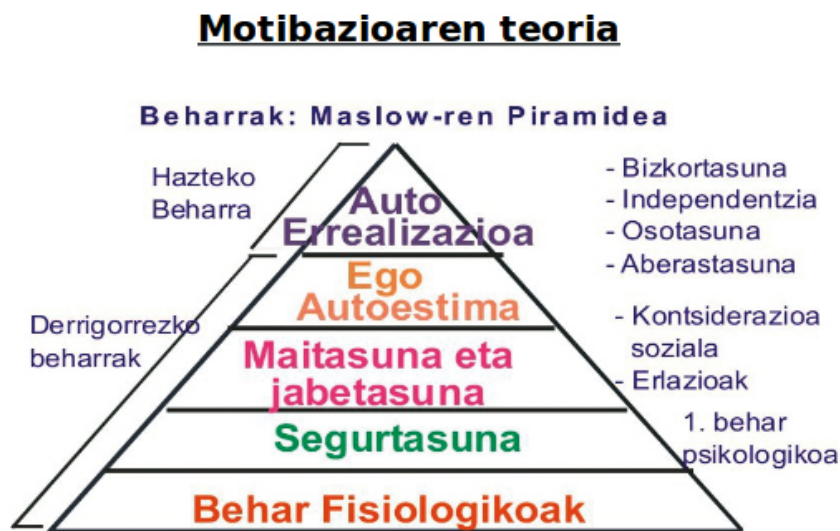 Motibazioaren teoria
Beharrak: Maslow-ren Piramidea
Hazteko
Beharra
Auto
Errealizazioa
- Bizkortasuna
- Independentzia
- Osotasuna
- Aberastasuna
Derrigorrezko
beharrak
Ego
Autoestima
- Kontsiderazioa
soziala
- Erlazioak
Maitasuna eta
jabetasuna
Segurtasuna
1. behar
psikologikoa
Behar Fisiologikoak